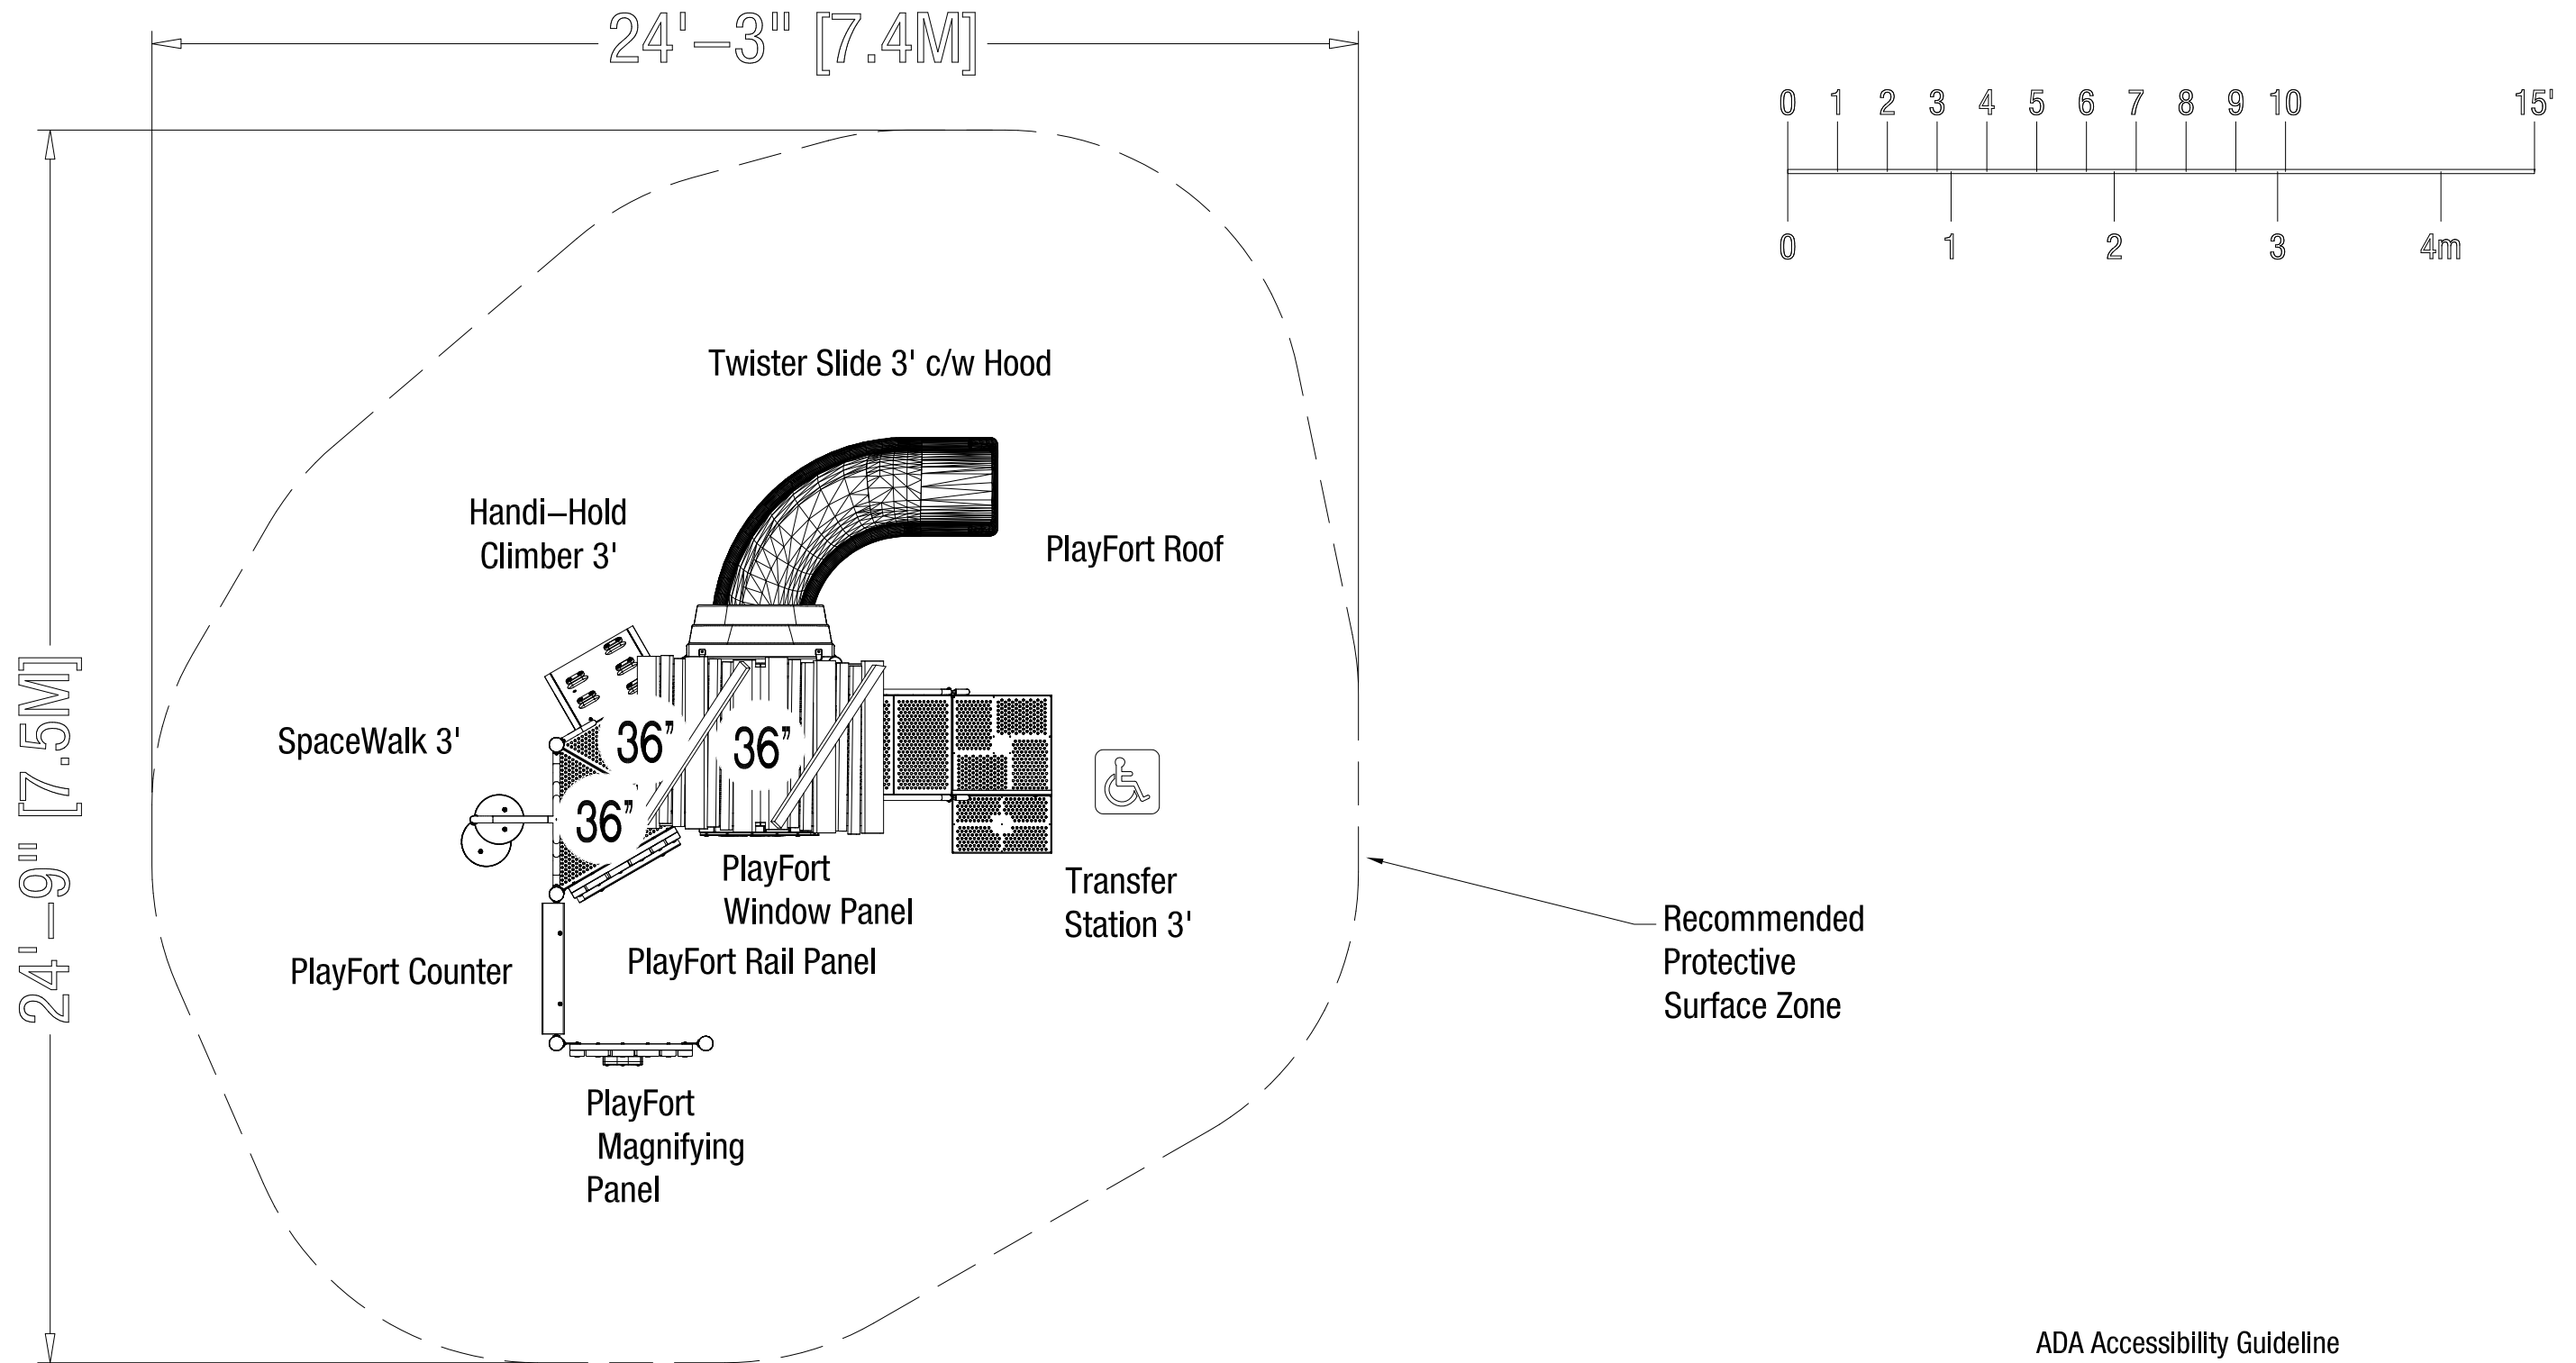 24'–3" [7.4M]
0 1 2 3 4 5 6 7 8 9 10 15'
0 1 2 3 4m
Twister Slide 3' c/w Hood
Handi–Hold
Climber 3'
PlayFort Roof
24'–9" [7.5M]
SpaceWalk 3'
36”
36”
36”
PlayFort
Window Panel
Transfer
Station 3'
PlayFort Counter
PlayFort Rail Panel
Recommended
Protective
Surface Zone
PlayFort
Magnifying
Panel
ADA Accessibility Guideline